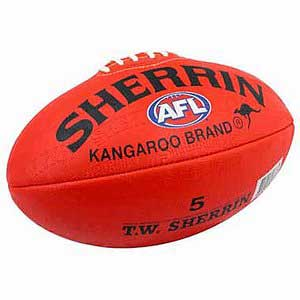 SHERRIN
AFL
KANGAROO BRAND
5
T.W. SHERRIN